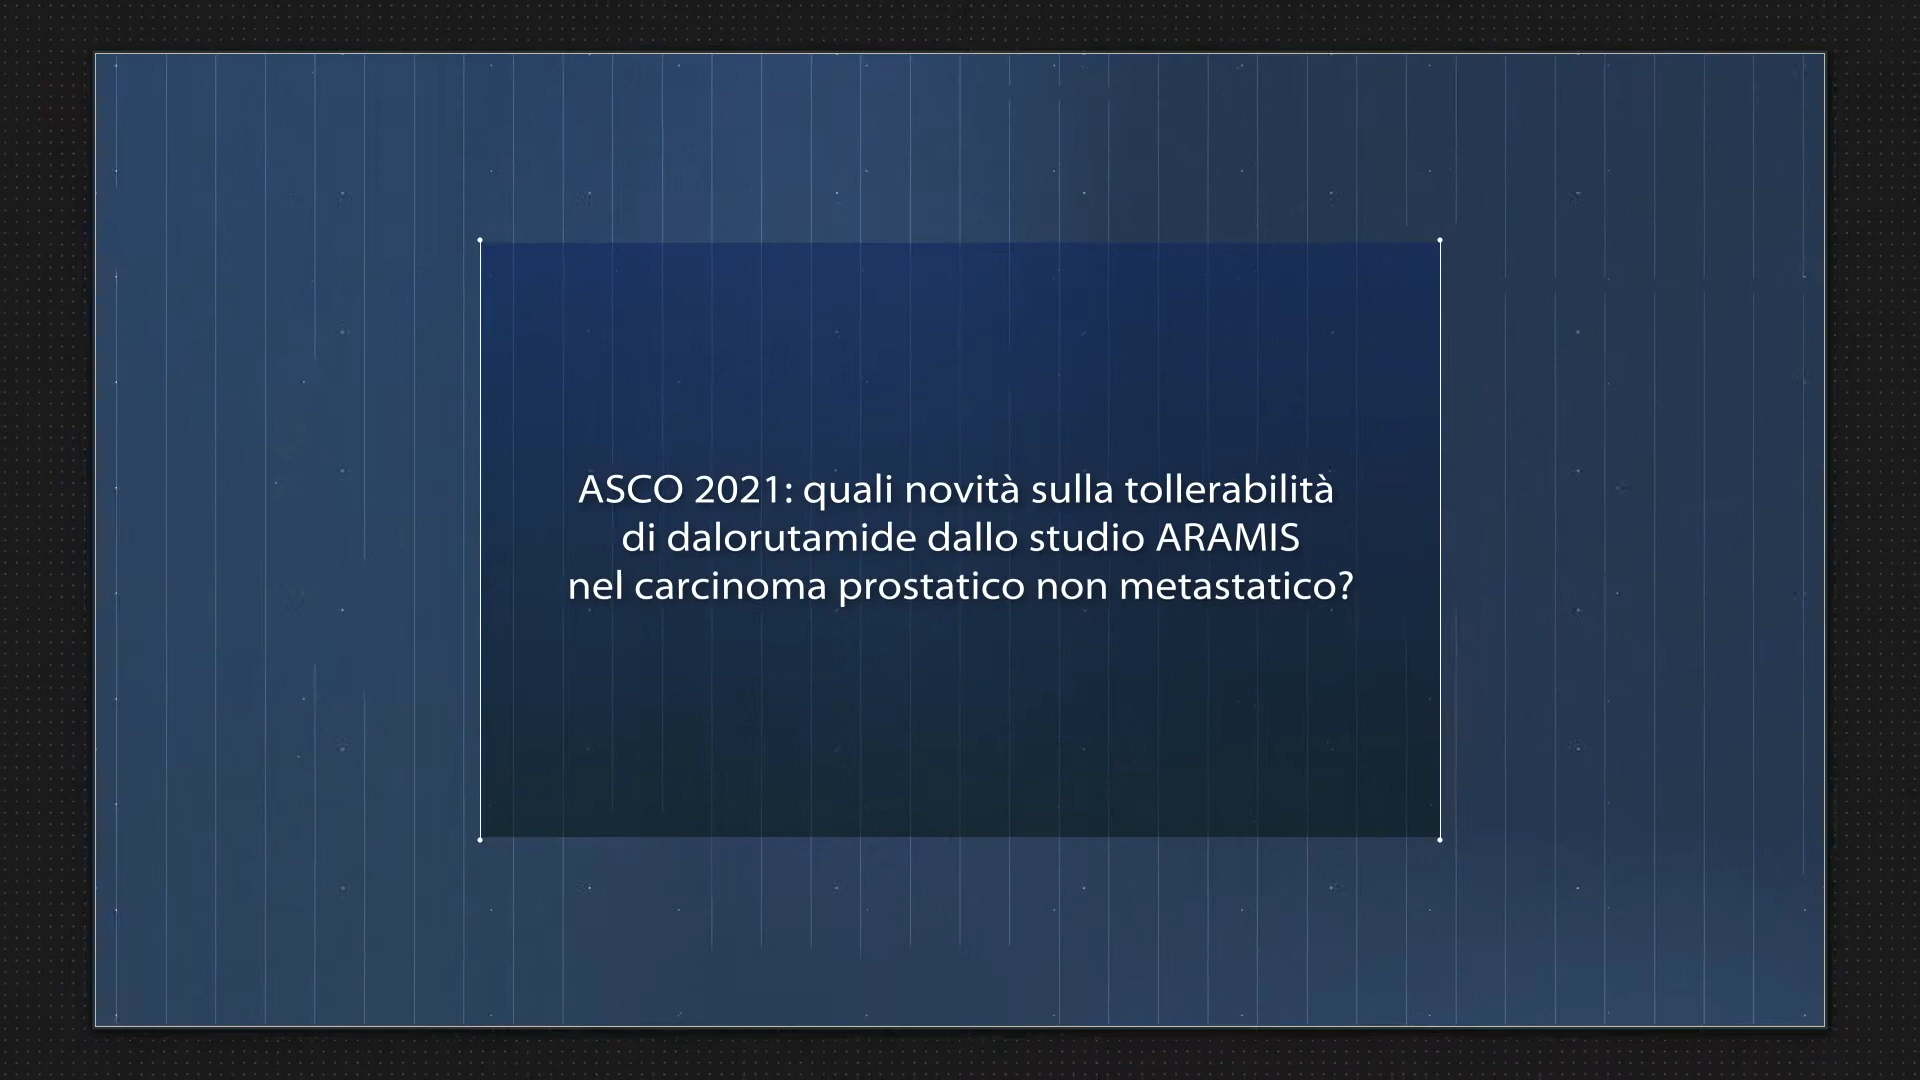 ASCO 2021: quali novità sulla tollerabilità
di dalorutamide dallo studio ARAMIS
nel carcinoma prostatico non metastatico?